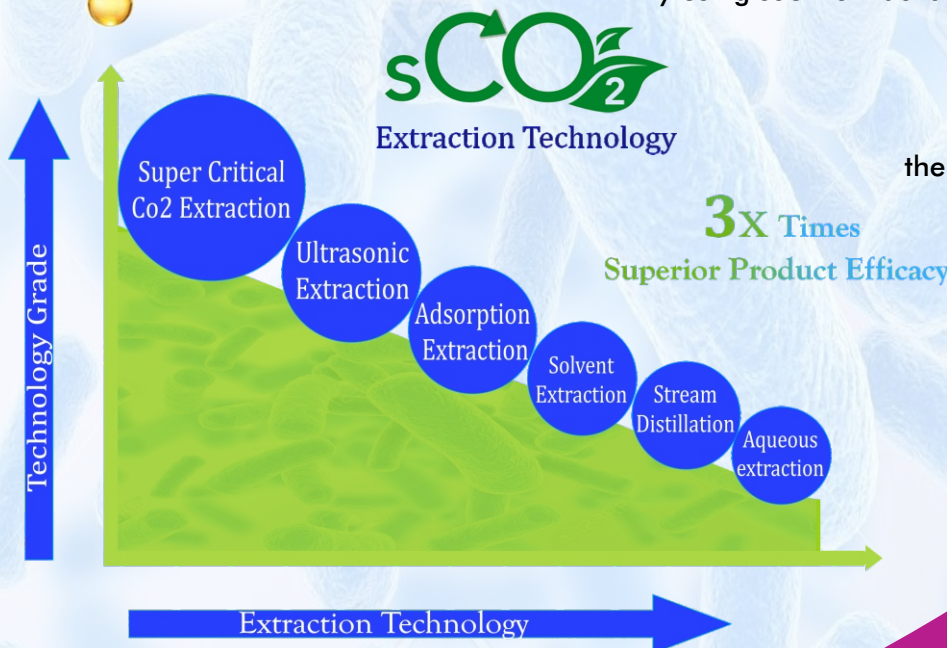 sCO2
Extraction Technology
the
3X Times
Superior Product Efficacy
Technology Grade
Super Critical
Co2 Extraction
Ultrasonic
Extraction
Adsorption
Extraction
Solvent
Extraction
Stream
Distillation
Aqueous
extraction
Extraction Technology